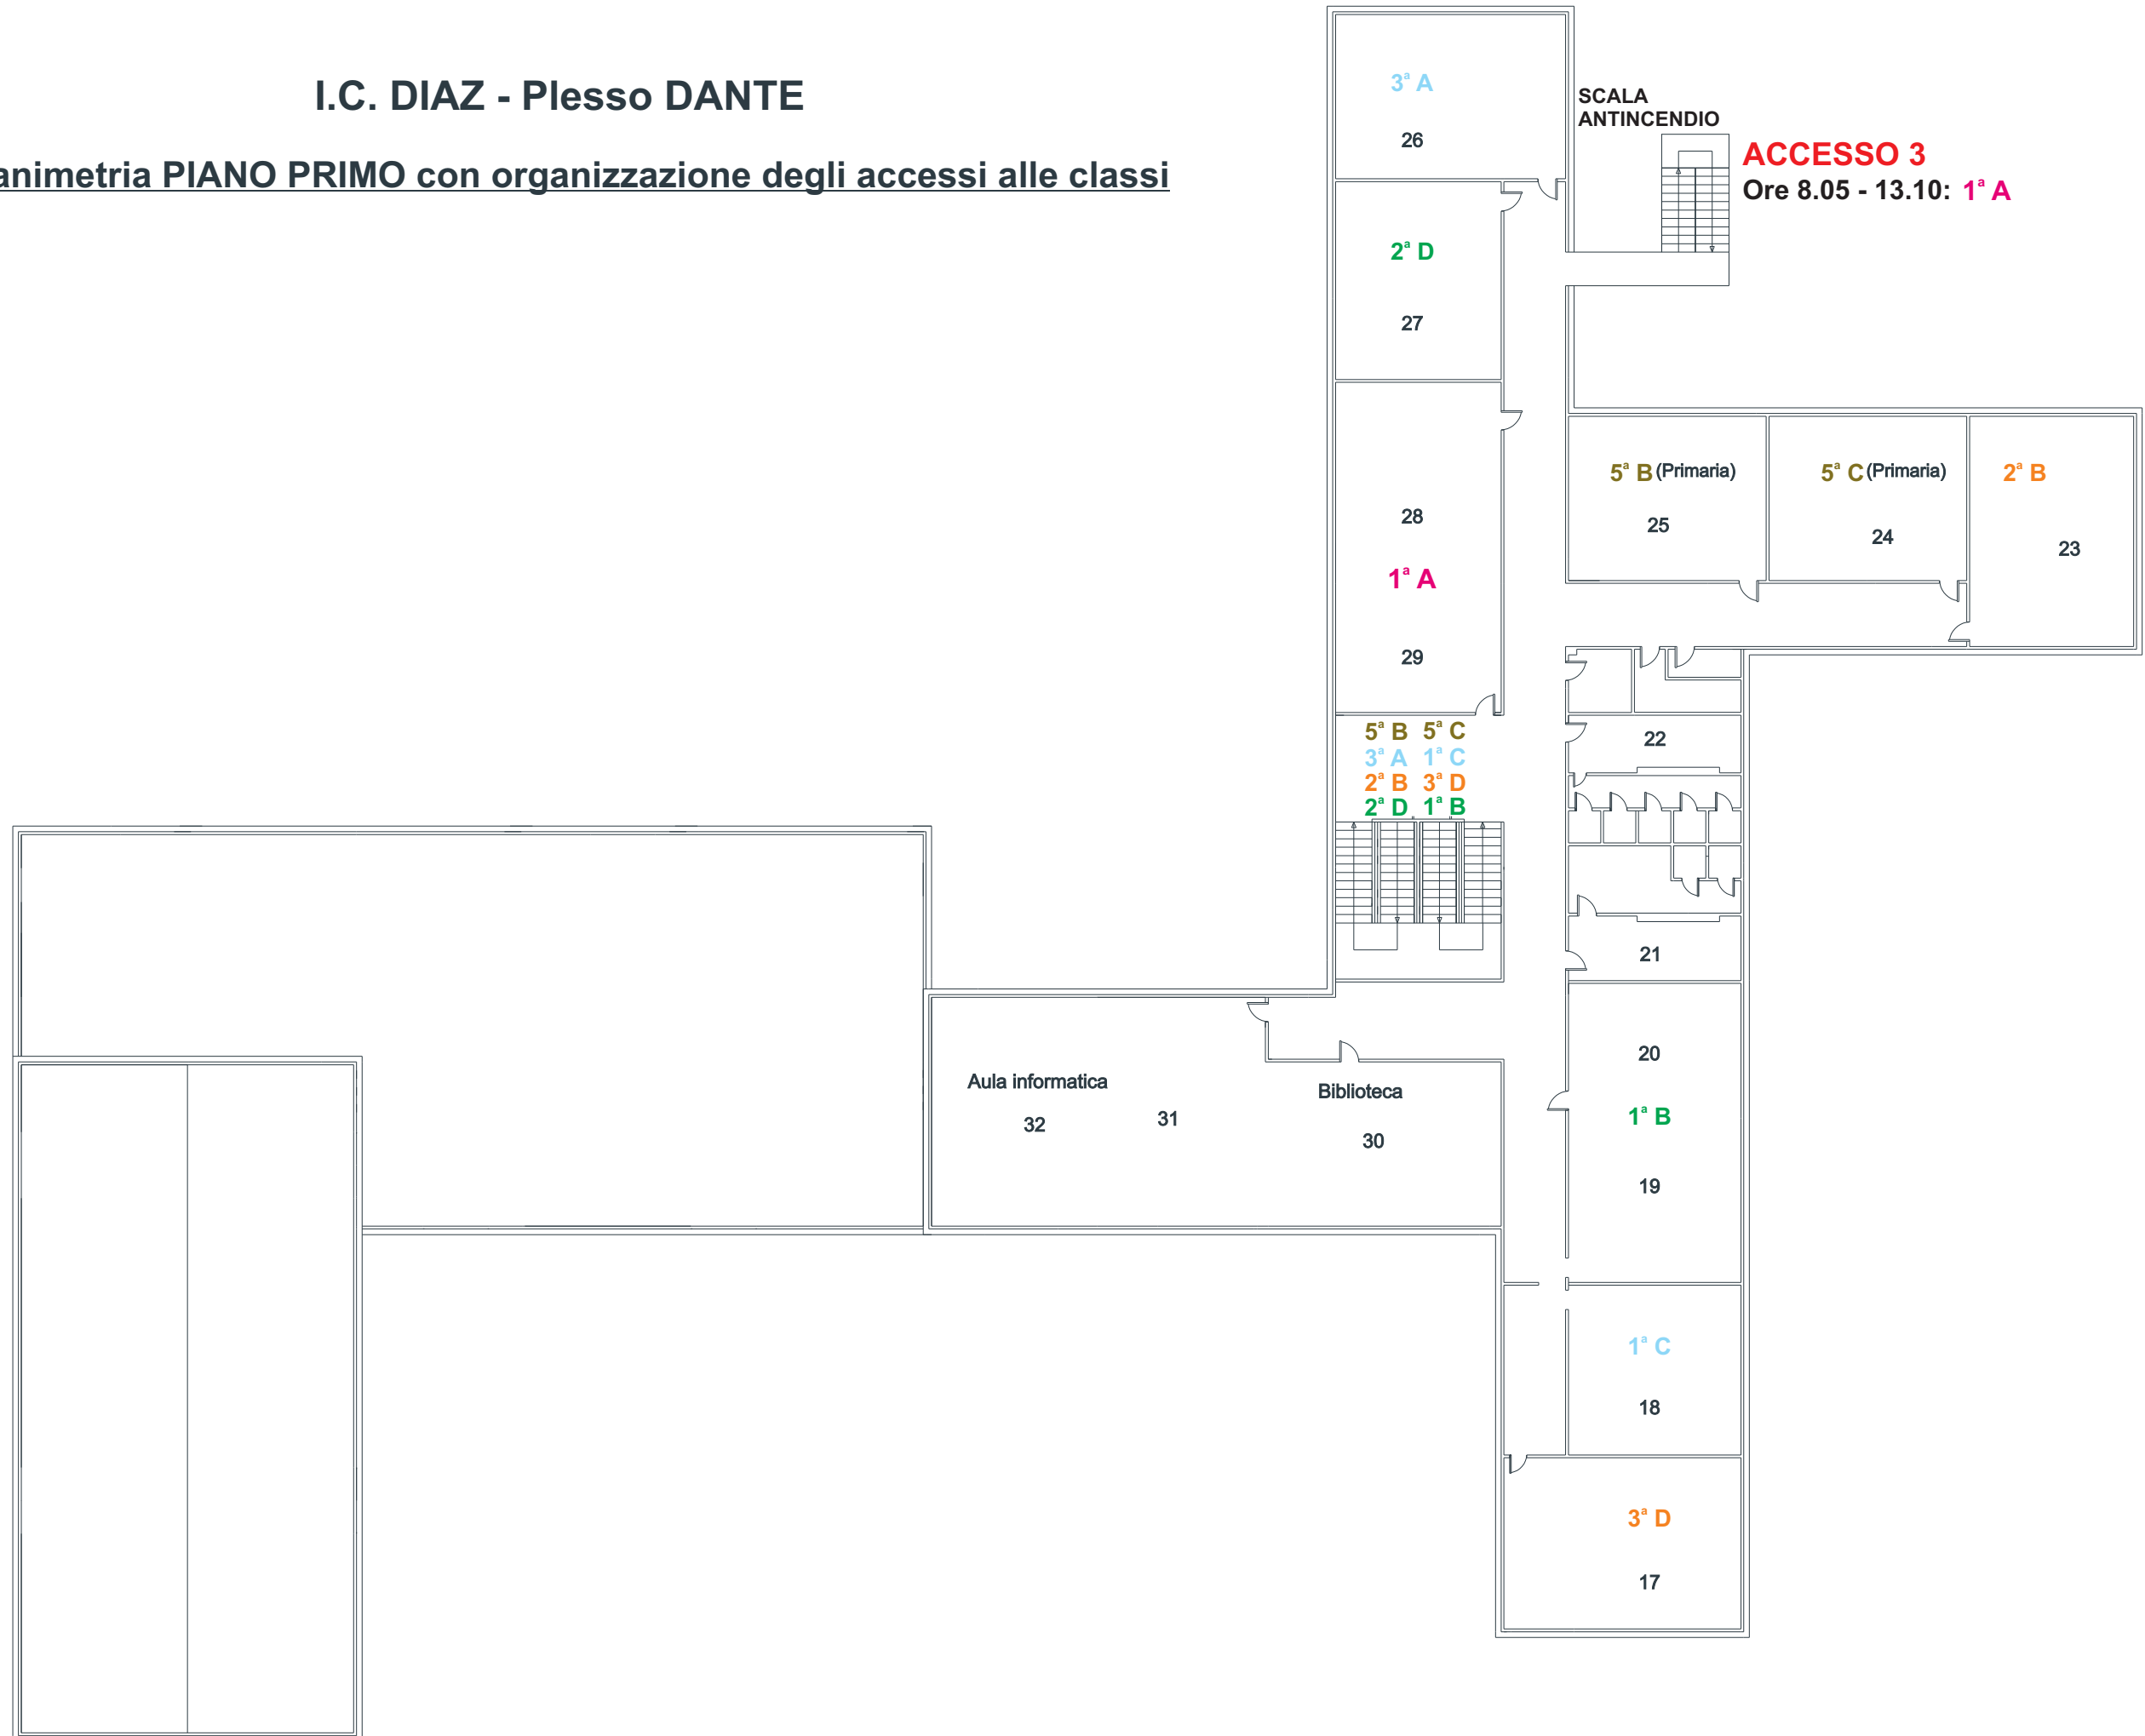 I.C. DIAZ - Plesso DANTE
animetria PIANO PRIMO con organizzazione degli accessi alle classi
3ª A
26
SCALA
ANTINCENDIO
ACCESSO 3
Ore 8.05 - 13.10: 1ª A
2ª D
27
28
1ª A
29
5ª B (Primaria)
25
5ª C (Primaria)
24
2ª B
23
5ª B 5ª C
3ª A 1ª C
2ª B 3ª D
2ª D 1ª B
22
21
20
1ª B
19
Aula informatica
32
31
Biblioteca
30
1ª C
18
3ª D
17